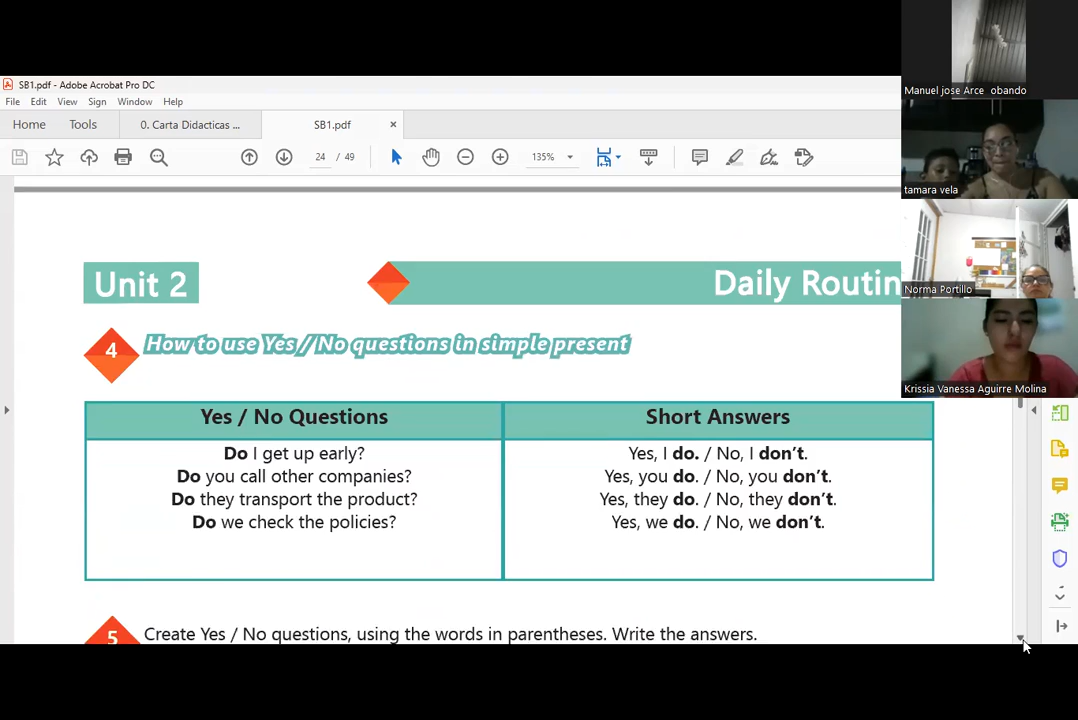 SB1.pdf - Adobe Acrobat Pro DC
File Edit View Sign Window Help
Home Tools 0. Carta Didacticas ... SB1.pdf
24 / 49 135%
Unit 2 Daily Routin
4 How to use Yes / No questions in simple present
Yes / No Questions Short Answers
Do I get up early? Yes, I do. / No, I don't.
Do you call other companies? Yes, you do. / No, you don't.
Do they transport the product? Yes, they do. / No, they don't.
Do we check the policies? Yes, we do. / No, we don't.
5 Create Yes / No questions, using the words in parentheses. Write the answers.
Manuel jose Arce obando
tamara vela
Norma Portillo
Krissia Vanessa Aguirre Molina